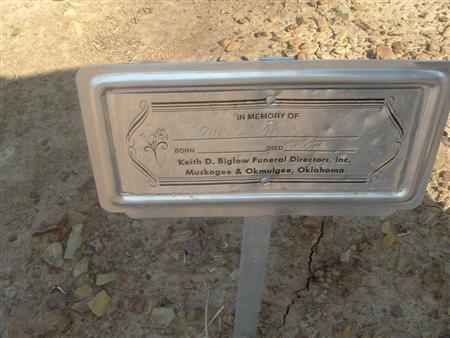 IN MEMORY OF
BORN DIED
Keith D. Biglow Funeral Directors, Inc.
Muskogee & Okmulgee, Oklahoma